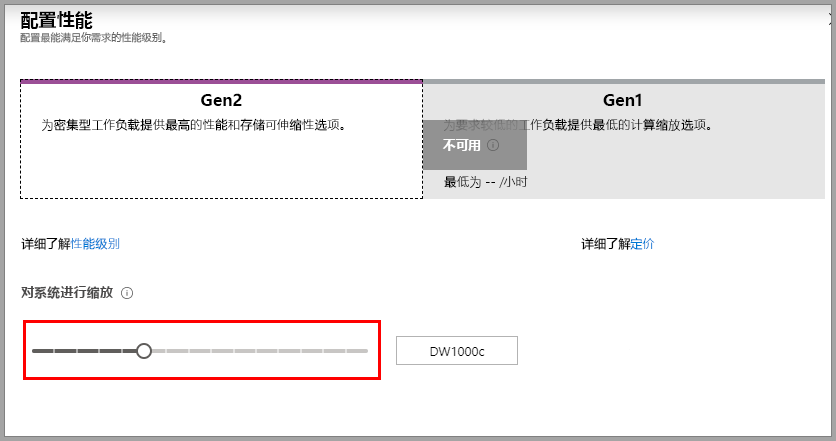 配置性能
配置最能满足你需求的性能级别。
Gen2
为密集型工作负载提供最高的性能和存储可伸缩性选项。
Gen1
为要求较低的工作负载提供最低的计算缩放选项。
不可用
最低为 -- /小时
详细了解性能级别
详细了解定价
对系统进行缩放
DW1000c